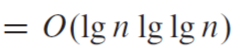 = O(lg n lg lg n)